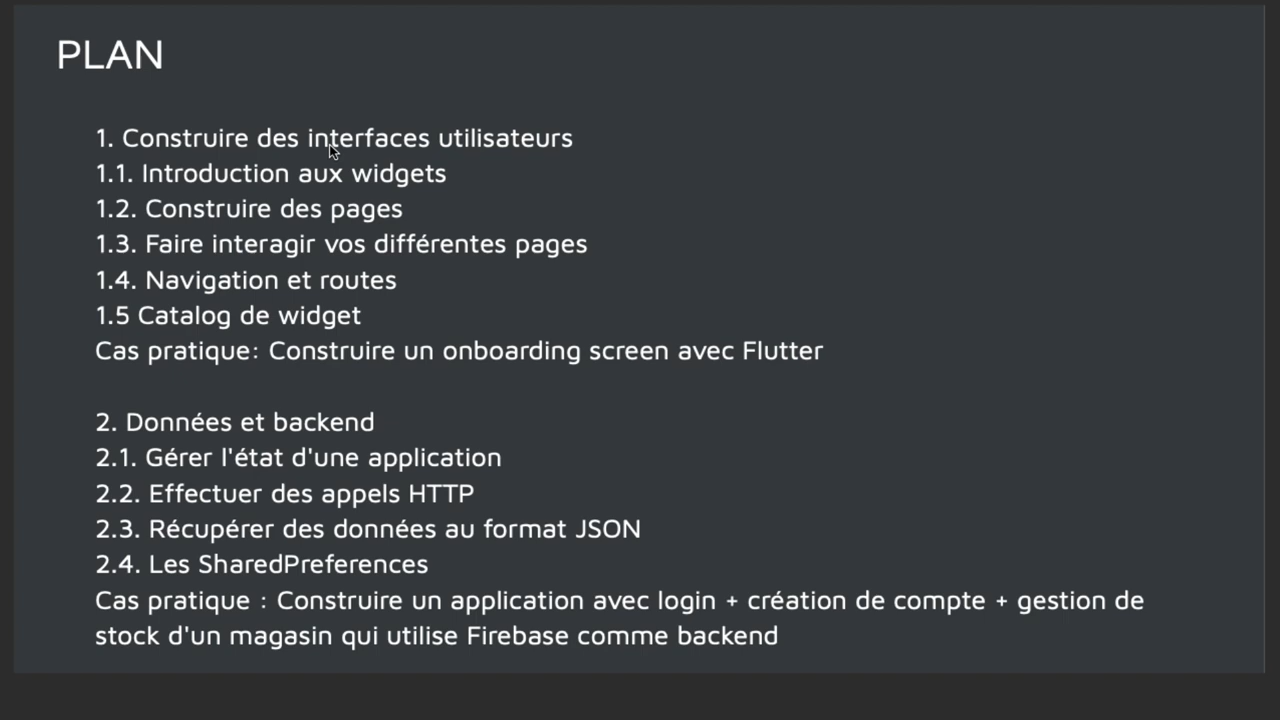 PLAN
1. Construire des interfaces utilisateurs
1.1. Introduction aux widgets
1.2. Construire des pages
1.3. Faire interagir vos différentes pages
1.4. Navigation et routes
1.5 Catalog de widget
Cas pratique: Construire un onboarding screen avec Flutter
2. Données et backend
2.1. Gérer l'état d'une application
2.2. Effectuer des appels HTTP
2.3. Récupérer des données au format JSON
2.4. Les SharedPreferences
Cas pratique : Construire un application avec login + création de compte + gestion de
stock d'un magasin qui utilise Firebase comme backend